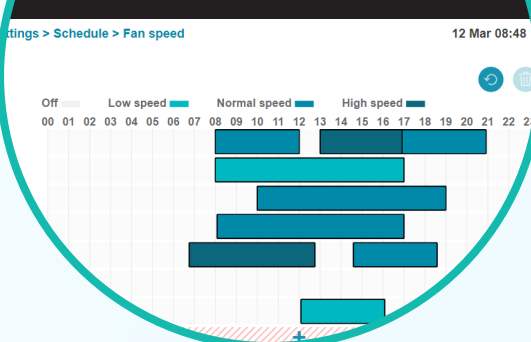 ttings > Schedule > Fan speed 12 Mar 08:48
Off Low speed Normal speed High speed
00 01 02 03 04 05 06 07 08 09 10 11 12 13 14 15 16 17 18 19 20 21 22
+